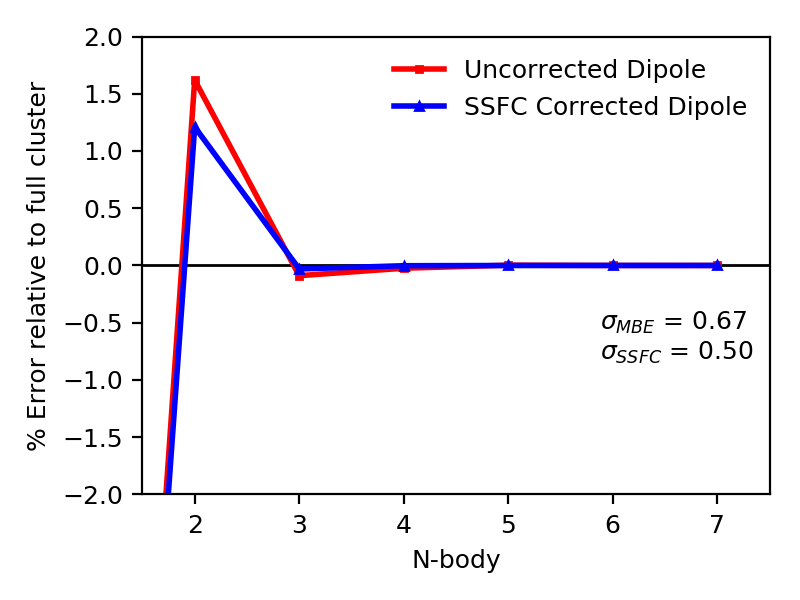 2.0
1.5
1.0
0.5
0.0
−0.5
−1.0
−1.5
−2.0
% Error relative to full cluster
Uncorrected Dipole
SSFC Corrected Dipole
σMBE = 0.67
σSSFC = 0.50
2 3 4 5 6 7
N-body